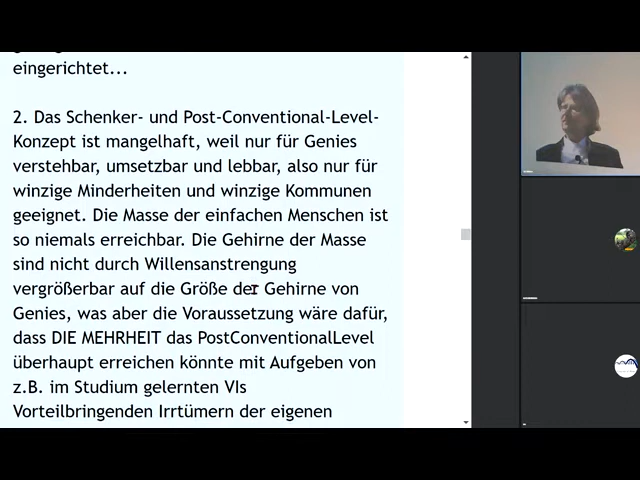 eingerichtet...
2. Das Schenker- und Post-Conventional-Level-
Konzept ist mangelhaft, weil nur für Genies
verstehbar, umsetzbar und lebbar, also nur für
winzige Minderheiten und winzige Kommunen
geeignet. Die Masse der einfachen Menschen ist
so niemals erreichbar. Die Gehirne der Masse
sind nicht durch Willensanstrengung
vergrößerbar auf die Größe der Gehirne von
Genies, was aber die Voraussetzung wäre dafür,
dass DIE MEHRHEIT das PostConventionalLevel
überhaupt erreichen könnte mit Aufgeben von
z.B. im Studium gelernten VIs
Vorteilbringenden Irrtümern der eigenen